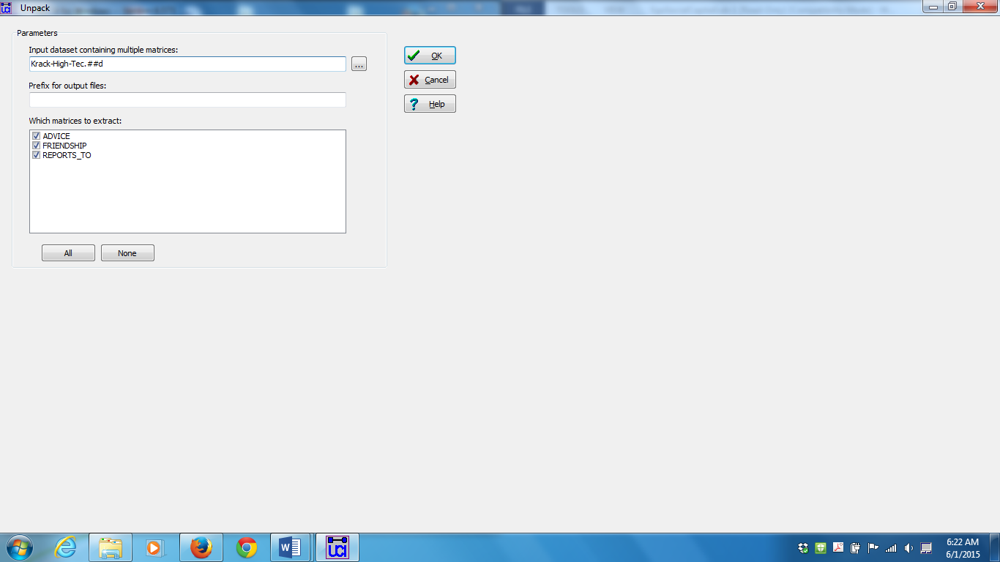 Unpack
Parameters
Input dataset containing multiple matrices:
Krack-High-Tec.##d
...
Prefix for output files:
Which matrices to extract:
ADVICE
FRIENDSHIP
REPORTS_TO
All
None
OK
Cancel
? Help
UCI
6:22 AM
6/1/2015